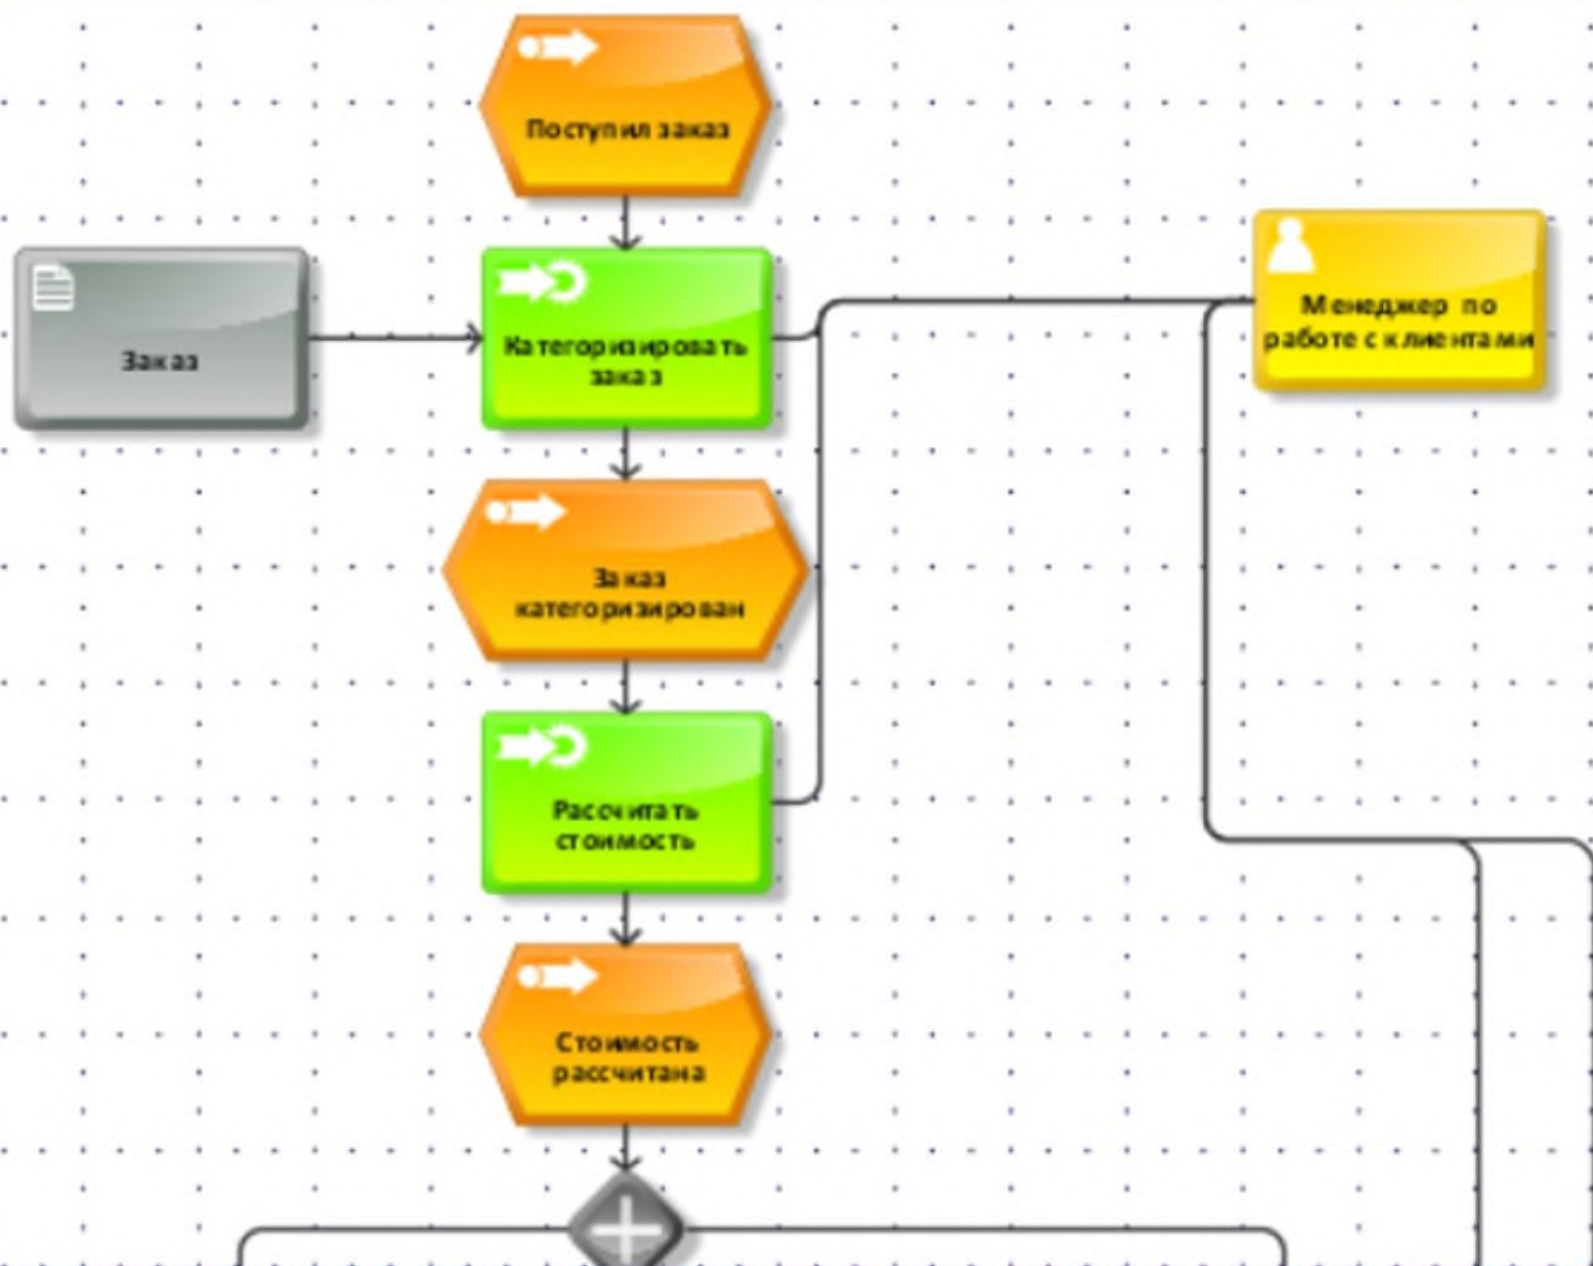 Поступил заказ
Заказ
Категоризировать
заказ
Менеджер по
работе с клиентами
Заказ
категоризирован
Рассчитать
стоимость
Стоимость
рассчитана